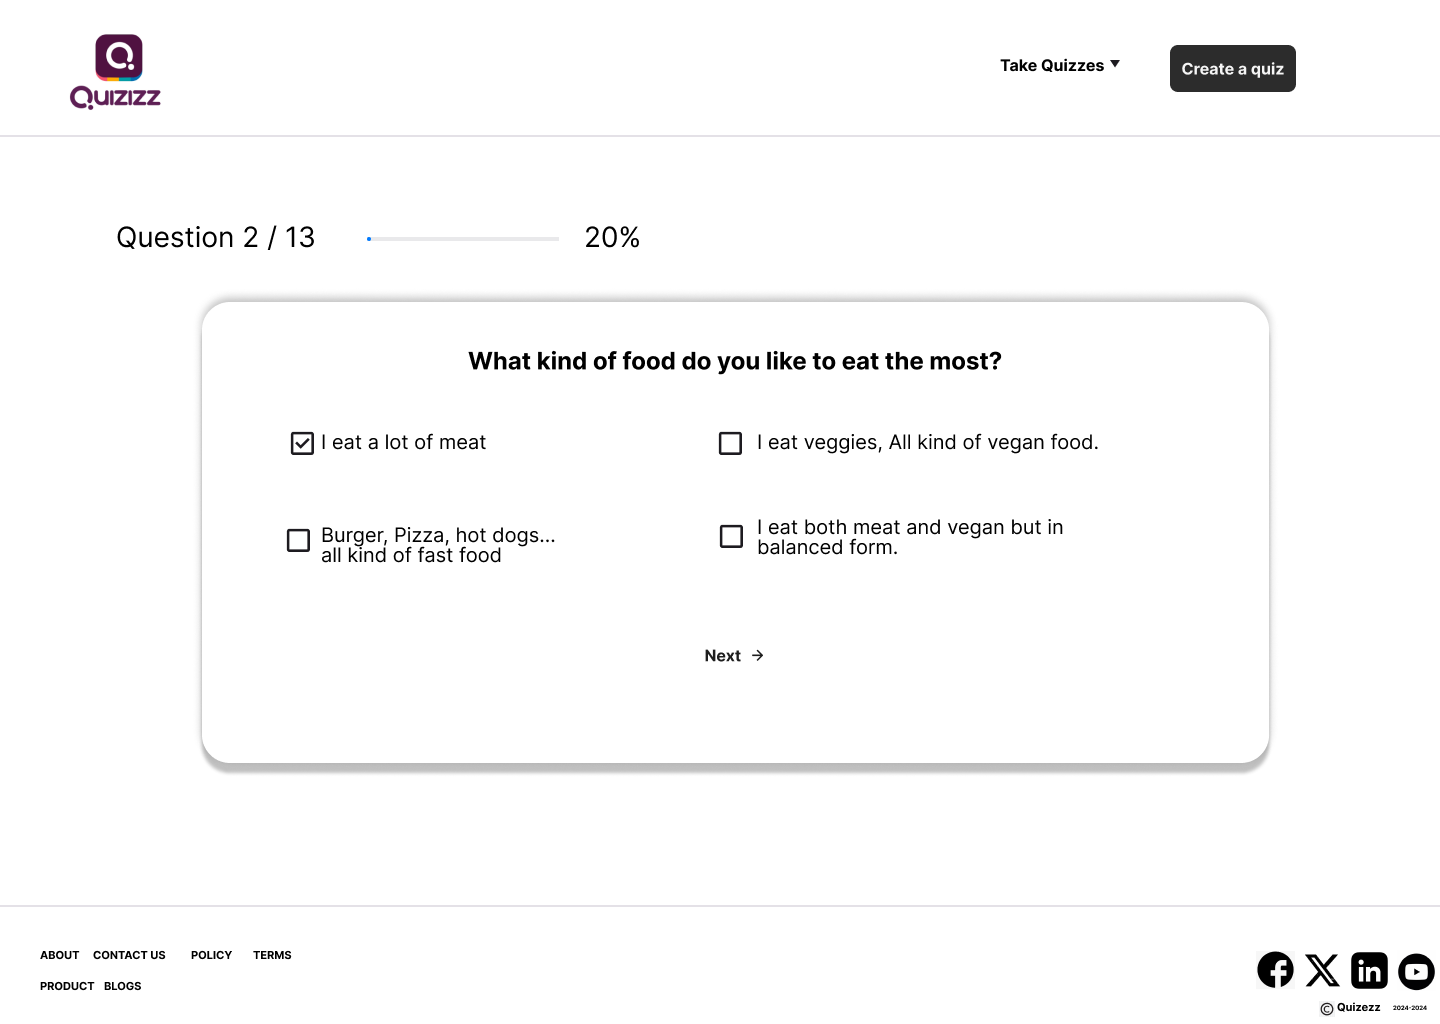 QUIZIZZ
Take Quizzes
Create a quiz
Question 2 / 13
20%
What kind of food do you like to eat the most?
I eat a lot of meat
I eat veggies, All kind of vegan food.
Burger, Pizza, hot dogs...
all kind of fast food
I eat both meat and vegan but in
balanced form.
Next →
ABOUT CONTACT US POLICY TERMS
PRODUCT BLOGS
© Quizezz 2024-2024